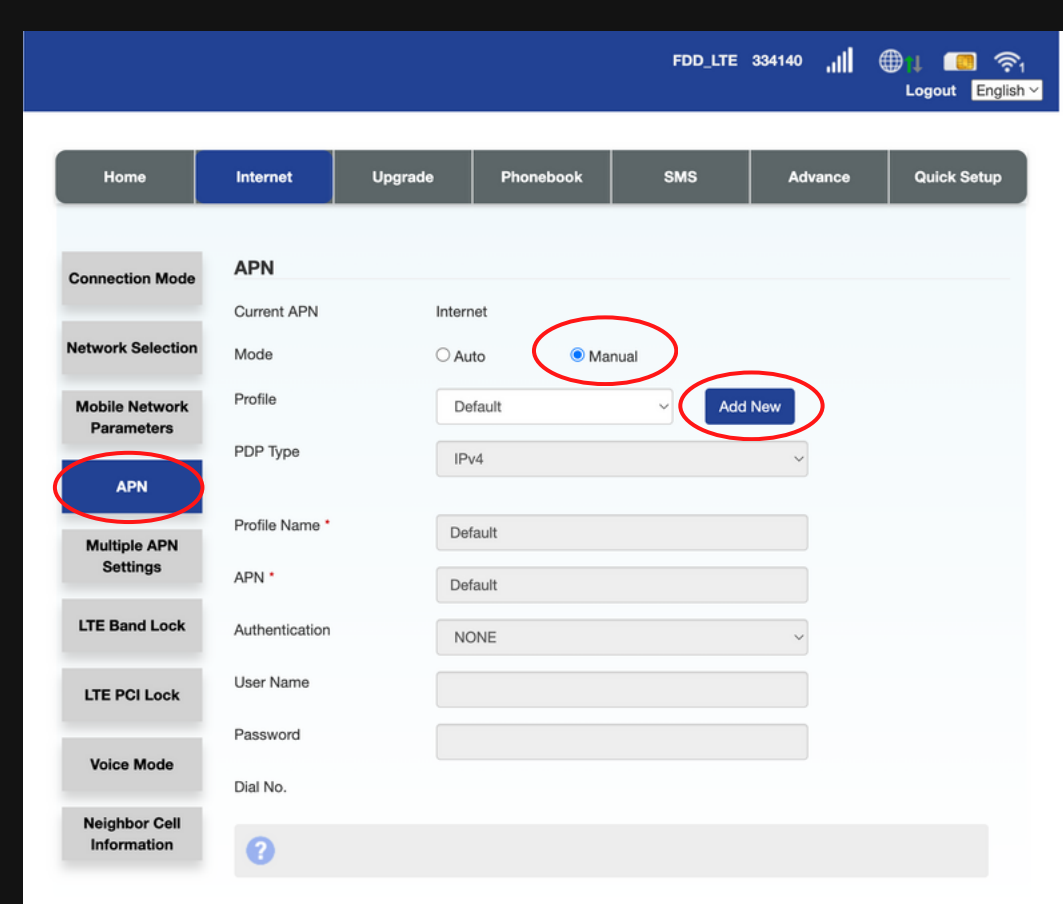 FDD_LTE 334140 1
Logout English
Home Internet Upgrade Phonebook SMS Advance Quick Setup
Connection Mode
Network Selection
Mobile Network
Parameters
APN
Multiple APN
Settings
LTE Band Lock
LTE PCI Lock
Voice Mode
Neighbor Cell
Information
APN
Current APN Internet
Mode Auto Manual
Profile Default Add New
PDP Type IPv4
Profile Name * Default
APN * Default
Authentication NONE
User Name
Password
Dial No.
?